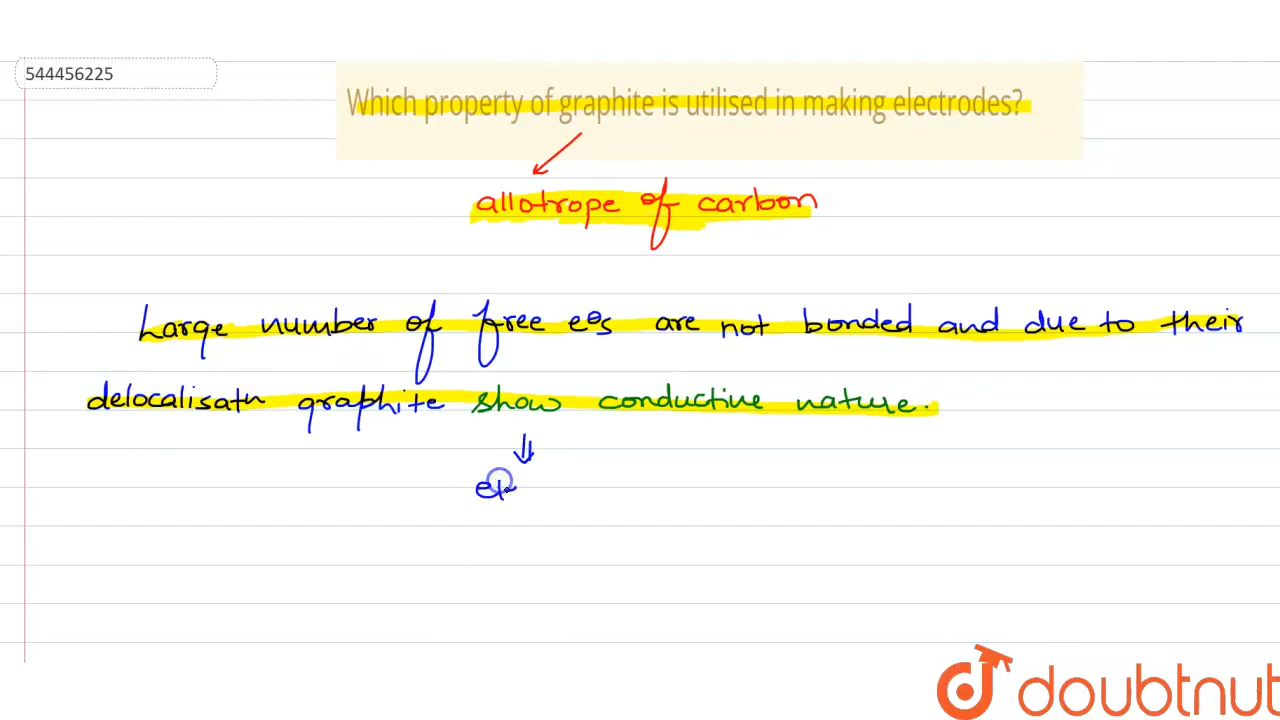 544456225
Which property of graphite is utilised in making electrodes?
allotrope of carbon
Large number of free e⊖s are not bonded and due to their
delocalisatn graphite show conductive nature.
⇓
doubtnut